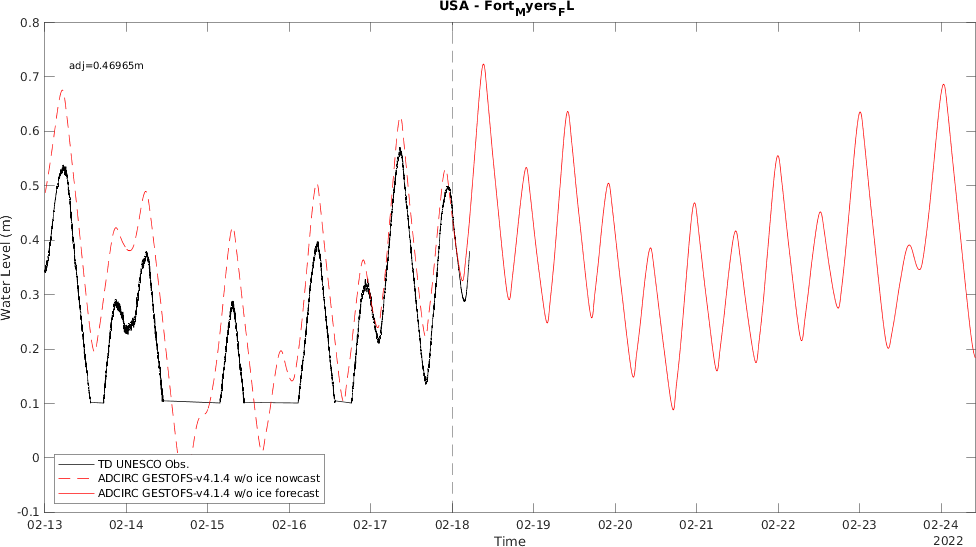 USA - Fort_Myers_FL
adj=0.46965m
0.8
0.7
0.6
0.5
0.4
0.3
0.2
0.1
0
-0.1
Water Level (m)
TD UNESCO Obs.
ADCIRC GESTOFS-v4.1.4 w/o ice nowcast
ADCIRC GESTOFS-v4.1.4 w/o ice forecast
02-13 02-14 02-15 02-16 02-17 02-18 02-19 02-20 02-21 02-22 02-23 02-24
Time
2022